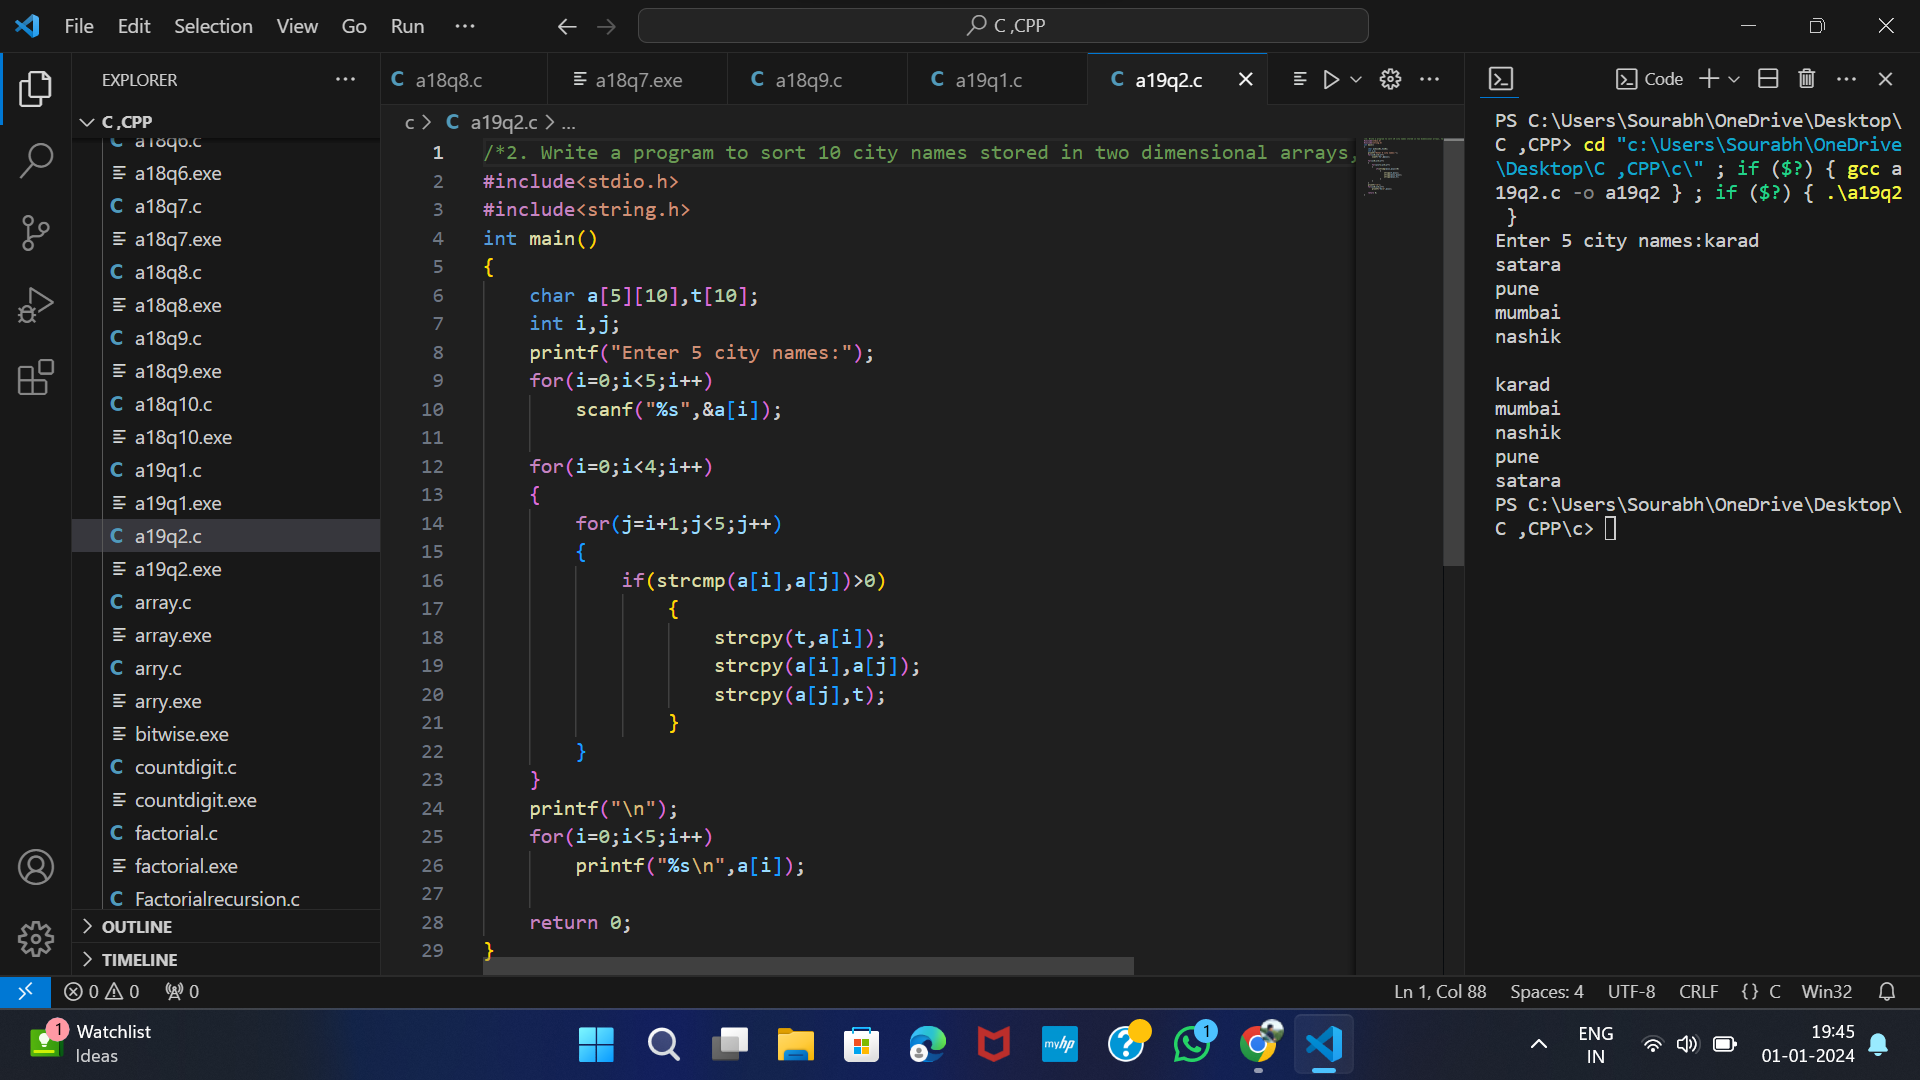 File Edit Selection View Go Run ...
C ,CPP
EXPLORER
C ,CPP
a18q6.c
a18q6.exe
a18q7.c
a18q7.exe
a18q8.c
a18q8.exe
a18q9.c
a18q9.exe
a18q10.c
a18q10.exe
a19q1.c
a19q1.exe
a19q2.c
a19q2.exe
array.c
array.exe
arry.c
arry.exe
bitwise.exe
countdigit.c
countdigit.exe
factorial.c
factorial.exe
Factorialrecursion.c
OUTLINE
TIMELINE
C a18q8.c a18q7.exe C a18q9.c C a19q1.c C a19q2.c
c > C a19q2.c > ...
1 /*2. Write a program to sort 10 city names stored in two dimensional arrays,
2 #include<stdio.h>
3 #include<string.h>
4 int main()
5 {
6 char a[5][10],t[10];
7 int i,j;
8 printf("Enter 5 city names:");
9 for(i=0;i<5;i++)
10 scanf("%s",&a[i]);
11
12 for(i=0;i<4;i++)
13 {
14 for(j=i+1;j<5;j++)
15 {
16 if(strcmp(a[i],a[j])>0)
17 {
18 strcpy(t,a[i]);
19 strcpy(a[i],a[j]);
20 strcpy(a[j],t);
21 }
22 }
23 }
24 printf("\n");
25 for(i=0;i<5;i++)
26 printf("%s\n",a[i]);
27
28 return 0;
29 }
Code
PS C:\Users\Sourabh\OneDrive\Desktop\
C ,CPP> cd "c:\Users\Sourabh\OneDrive
\Desktop\C ,CPP\c\" ; if ($?) { gcc a
19q2.c -o a19q2 } ; if ($?) { .\a19q2
}
Enter 5 city names:karad
satara
pune
mumbai
nashik
karad
mumbai
nashik
pune
satara
PS C:\Users\Sourabh\OneDrive\Desktop\
C ,CPP\c>
0 0 0
Ln 1, Col 88 Spaces: 4 UTF-8 CRLF {} C Win32
1 Watchlist
Ideas
myhp
1
ENG
IN
19:45
01-01-2024